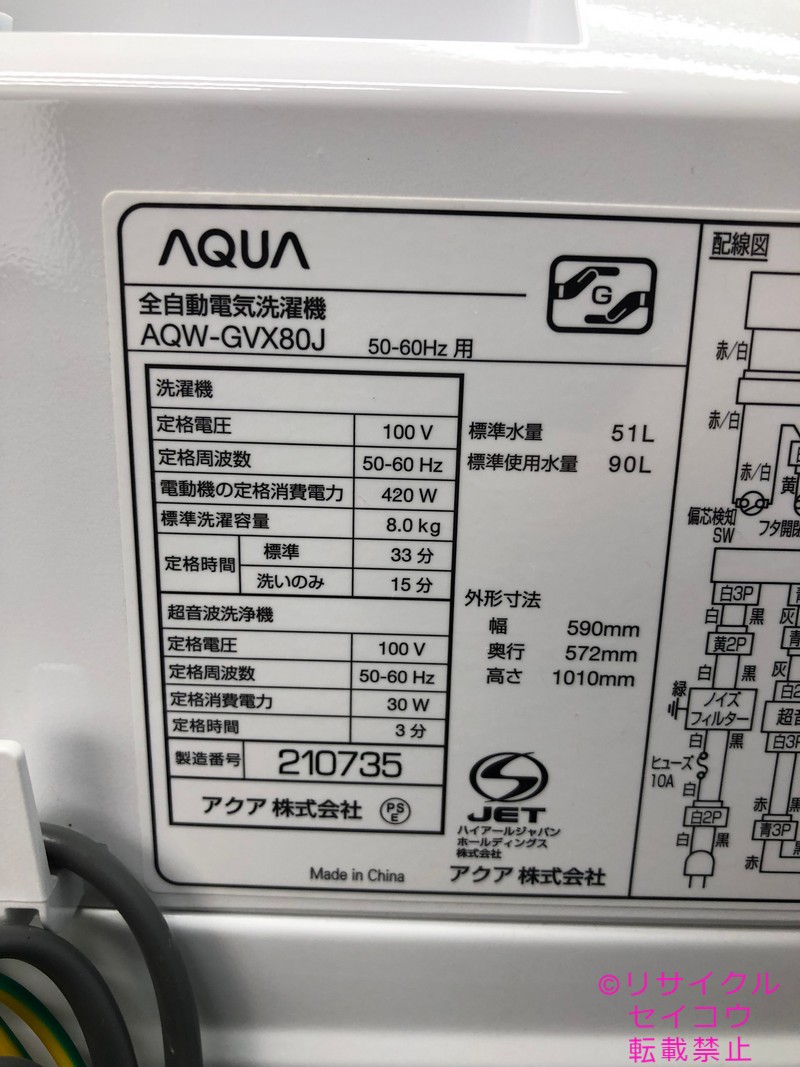 AQUA
G
全自動電気洗濯機
AQW-GVX80J 50-60Hz 用
洗濯機
定格電圧 100 V
定格周波数 50-60 Hz
電動機の定格消費電力 420 W
標準洗濯容量 8.0 kg
定格時間 標準 33 分
洗いのみ 15 分
超音波洗浄機
定格電圧 100 V
定格周波数 50-60 Hz
定格消費電力 30 W
定格時間 3 分
製造番号 210735
アクア 株式会社 PSE
標準水量 51L
標準使用水量 90L
外形寸法
幅 590mm
奥行 572mm
高さ 1010mm
JET
ハイアールジャパン
ホールディングス
株式会社
Made in China
アクア 株式会社
配線図
赤/白
赤/白
赤/白
黄
偏芯検知
SW
フタ開閉
白3P
白 黒 灰
黄2P
白 黒 灰
緑
ノイズ
フィルター
白 黒
白3P
ヒューズ
10A
白
白2P
白 黒
赤
青3P
赤
©リサイクル
セイコウ
転載禁止